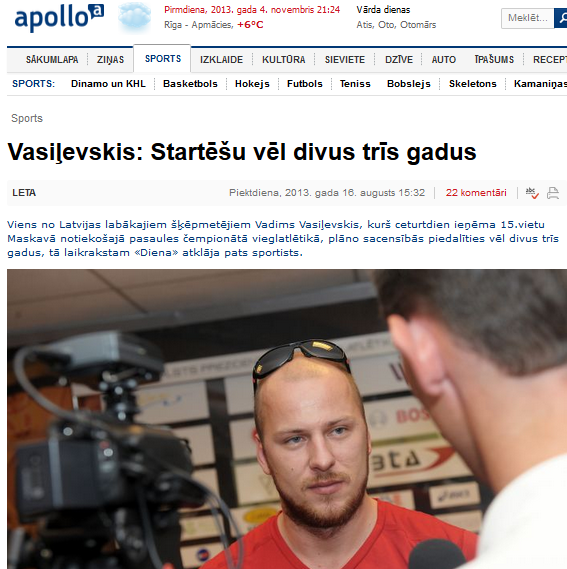 apollo a
Pirmdiena, 2013. gada 4. novembris 21:24
Rīga - Apmācies, +6°C
Vārda dienas
Atis, Oto, Otomārs
Meklēt...
SĀKUMLAPA ZIŅAS SPORTS IZKLAIDE KULTŪRA SIEVIETE DZĪVE AUTO ĪPAŠUMS RECEPT
SPORTS: Dinamo un KHL Basketbols Hokejs Futbols Teniss Bobslejs Skeletons Kamaniņas
Sports
Vasiļevskis: Startēšu vēl divus trīs gadus
LETA Piektdiena, 2013. gada 16. augusts 15:32 22 komentāri abc
Viens no Latvijas labākajiem šķēpmetējiem Vadims Vasiļevskis, kurš ceturtdien ieņēma 15.vietu
Maskavā notiekošajā pasaules čempionātā vieglatlētikā, plāno sacensībās piedalīties vēl divus trīs
gadus, tā laikrakstam «Diena» atklāja pats sportists.
BTA
asics